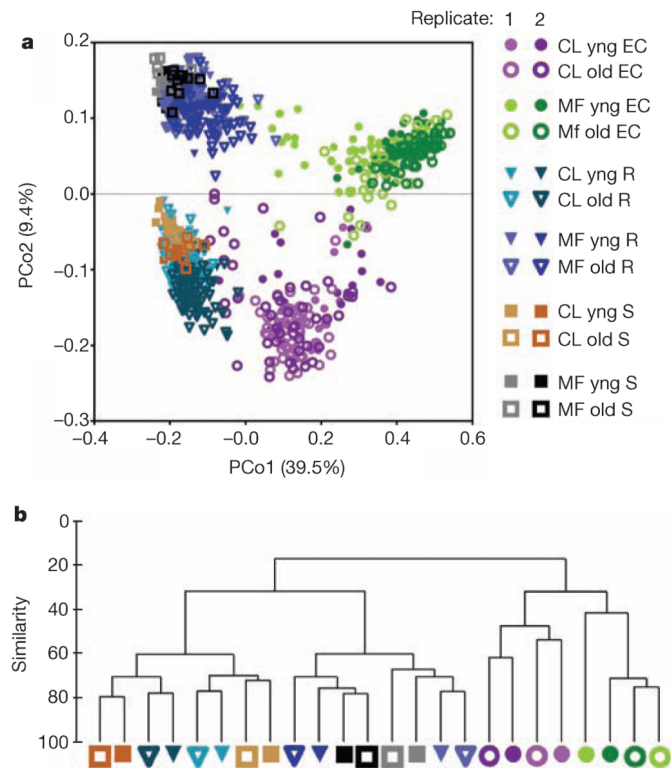 Replicate: 1 2
a
0.2
0.1
0.0
−0.1
−0.2
−0.3
PCo2 (9.4%)
−0.4 −0.2 −0.0 0.2 0.4 0.6
PCo1 (39.5%)
CL yng EC
CL old EC
MF yng EC
Mf old EC
CL yng R
CL old R
MF yng R
MF old R
CL yng S
CL old S
MF yng S
MF old S
b
0
20
40
60
80
100
Similarity